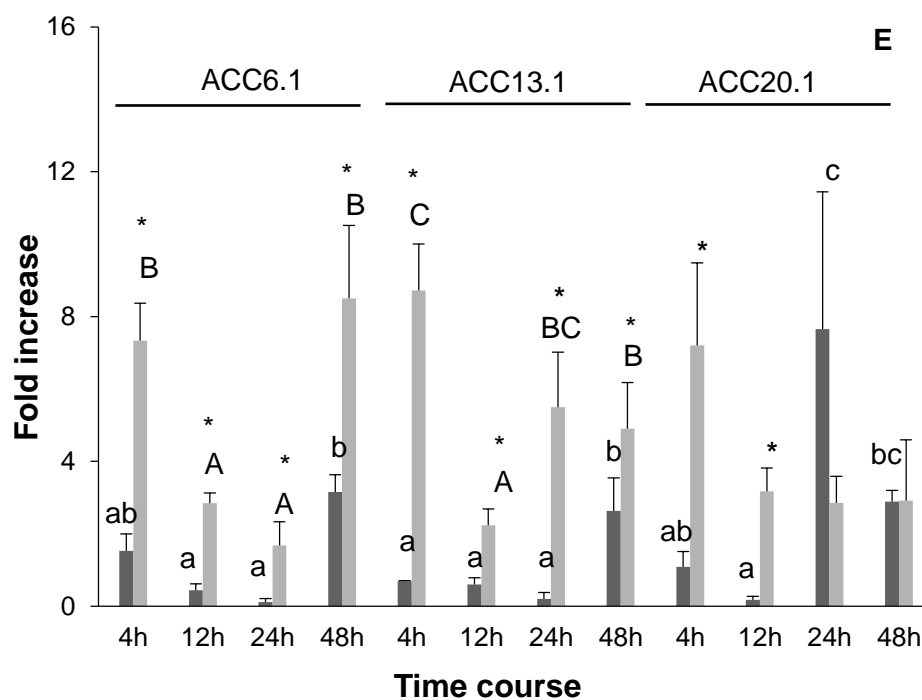 16
E
ACC6.1 ACC13.1 ACC20.1
12
* * * c
B C *
* B
8
* *
BC B
* *
* A
A A
4
b b bc
ab ab
a a a a a a
0
4h 12h 24h 48h 4h 12h 24h 48h 4h 12h 24h 48h
Time course
Fold increase